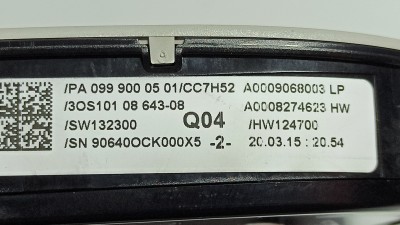 /PA 099 900 05 01/CC7H52 A0009068003 LP
/3OS101 08 643-08 A0008274623 HW
/SW132300 Q04 /HW124700
/SN 90640OCK000X5 -2- 20.03.15 : 20.54